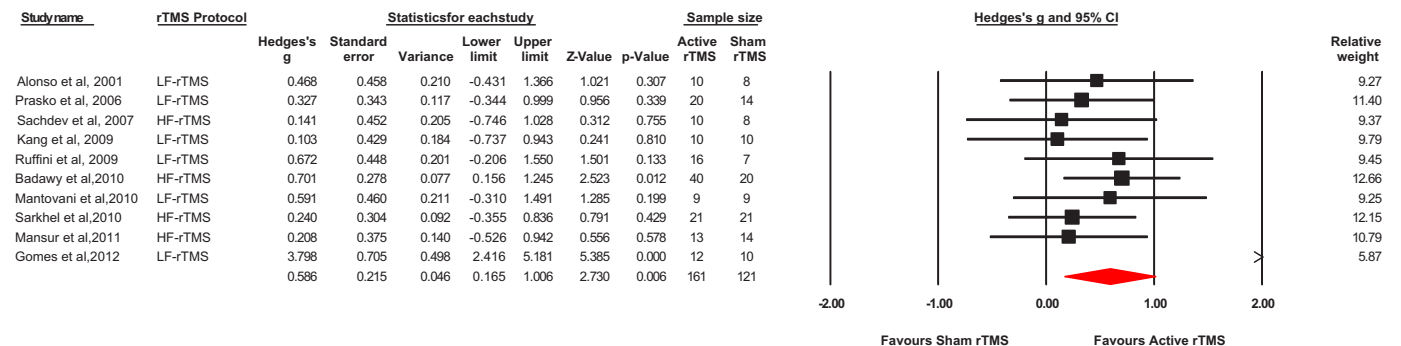 Studyname rTMS Protocol Statisticsfor eachstudy Sample size Hedges's g and 95% CI
Hedges's Standard Lower Upper Active Sham Relative
g error Variance limit limit Z-Value p-Value rTMS rTMS weight
Alonso et al, 2001 LF-rTMS 0.468 0.458 0.210 -0.431 1.366 1.021 0.307 10 8 9.27
Prasko et al, 2006 LF-rTMS 0.327 0.343 0.117 -0.344 0.999 0.956 0.339 20 14 11.40
Sachdev et al, 2007 HF-rTMS 0.141 0.452 0.205 -0.746 1.028 0.312 0.755 10 8 9.37
Kang et al, 2009 LF-rTMS 0.103 0.429 0.184 -0.737 0.943 0.241 0.810 10 10 9.79
Ruffini et al, 2009 LF-rTMS 0.672 0.448 0.201 -0.206 1.550 1.501 0.133 16 7 9.45
Badawy et al,2010 HF-rTMS 0.701 0.278 0.077 0.156 1.245 2.523 0.012 40 20 12.66
Mantovani et al,2010 LF-rTMS 0.591 0.460 0.211 -0.310 1.491 1.285 0.199 9 9 9.25
Sarkhel et al,2010 HF-rTMS 0.240 0.304 0.092 -0.355 0.836 0.791 0.429 21 21 12.15
Mansur et al,2011 HF-rTMS 0.208 0.375 0.140 -0.526 0.942 0.556 0.578 13 14 10.79
Gomes et al,2012 LF-rTMS 3.798 0.705 0.498 2.416 5.181 5.385 0.000 12 10 5.87
0.586 0.215 0.046 0.165 1.006 2.730 0.006 161 121
-2.00 -1.00 0.00 1.00 2.00
Favours Sham rTMS Favours Active rTMS